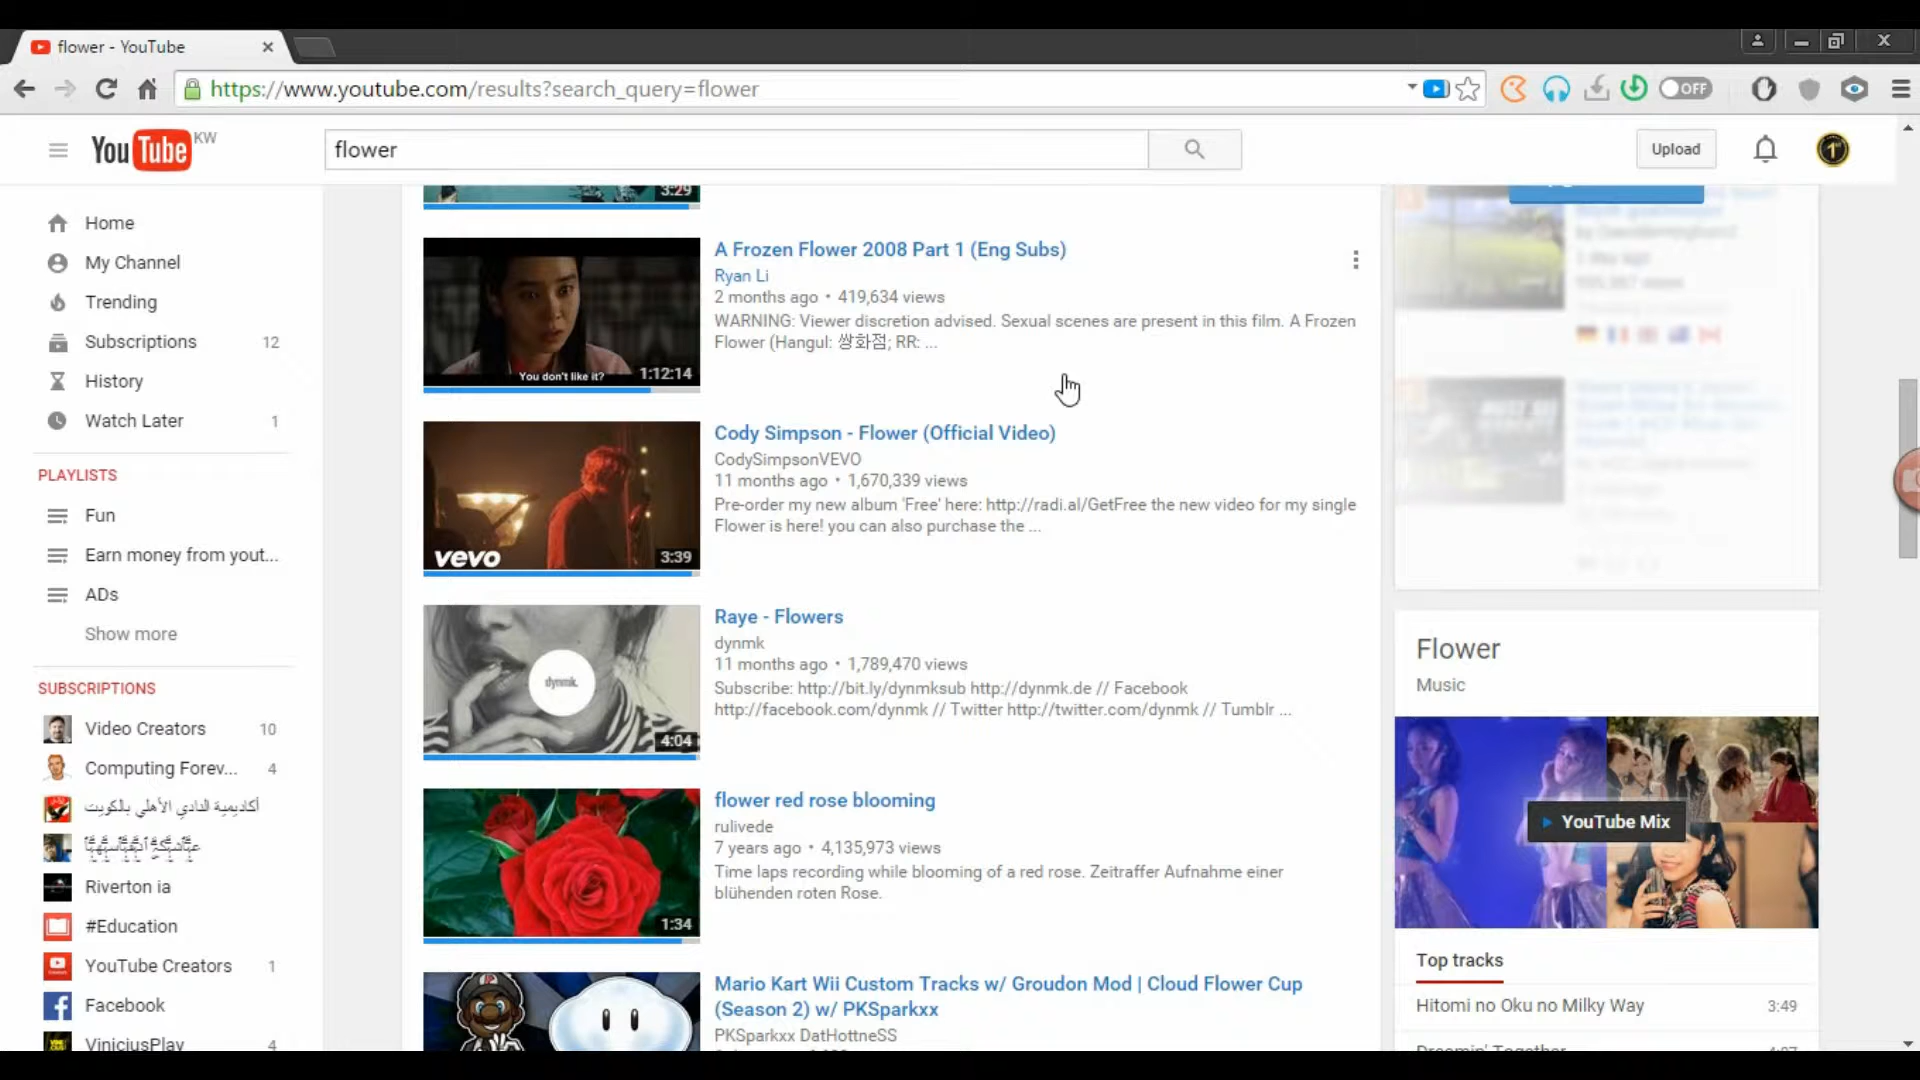 flower - YouTube
https://www.youtube.com/results?search_query=flower
OFF
YouTube KW
flower
Upload
Home
My Channel
Trending
Subscriptions 12
History
Watch Later 1
PLAYLISTS
Fun
Earn money from yout...
ADs
Show more
SUBSCRIPTIONS
Video Creators 10
Computing Forev... 4
أكاديمية النادي الأهلي بالكويت
Riverton ia
#Education
YouTube Creators 1
Facebook
ViniciusPlay 4
3:29
You don't like it?
1:12:14
A Frozen Flower 2008 Part 1 (Eng Subs)
Ryan Li
2 months ago • 419,634 views
WARNING: Viewer discretion advised. Sexual scenes are present in this film. A Frozen
Flower (Hangul: 쌍화점; RR: ...
vevo
3:39
Cody Simpson - Flower (Official Video)
CodySimpsonVEVO
11 months ago • 1,670,339 views
Pre-order my new album 'Free' here: http://radi.al/GetFree the new video for my single
Flower is here! you can also purchase the ...
dynmk.
4:04
Raye - Flowers
dynmk
11 months ago • 1,789,470 views
Subscribe: http://bit.ly/dynmksub http://dynmk.de // Facebook
http://facebook.com/dynmk // Twitter http://twitter.com/dynmk // Tumblr ...
1:34
flower red rose blooming
rulivede
7 years ago • 4,135,973 views
Time laps recording while blooming of a red rose. Zeitraffer Aufnahme einer
blühenden roten Rose.
Mario Kart Wii Custom Tracks w/ Groudon Mod | Cloud Flower Cup
(Season 2) w/ PKSparkxx
PKSparkxx DatHottneSS
Flower
Music
YouTube Mix
Top tracks
Hitomi no Oku no Milky Way 3:49